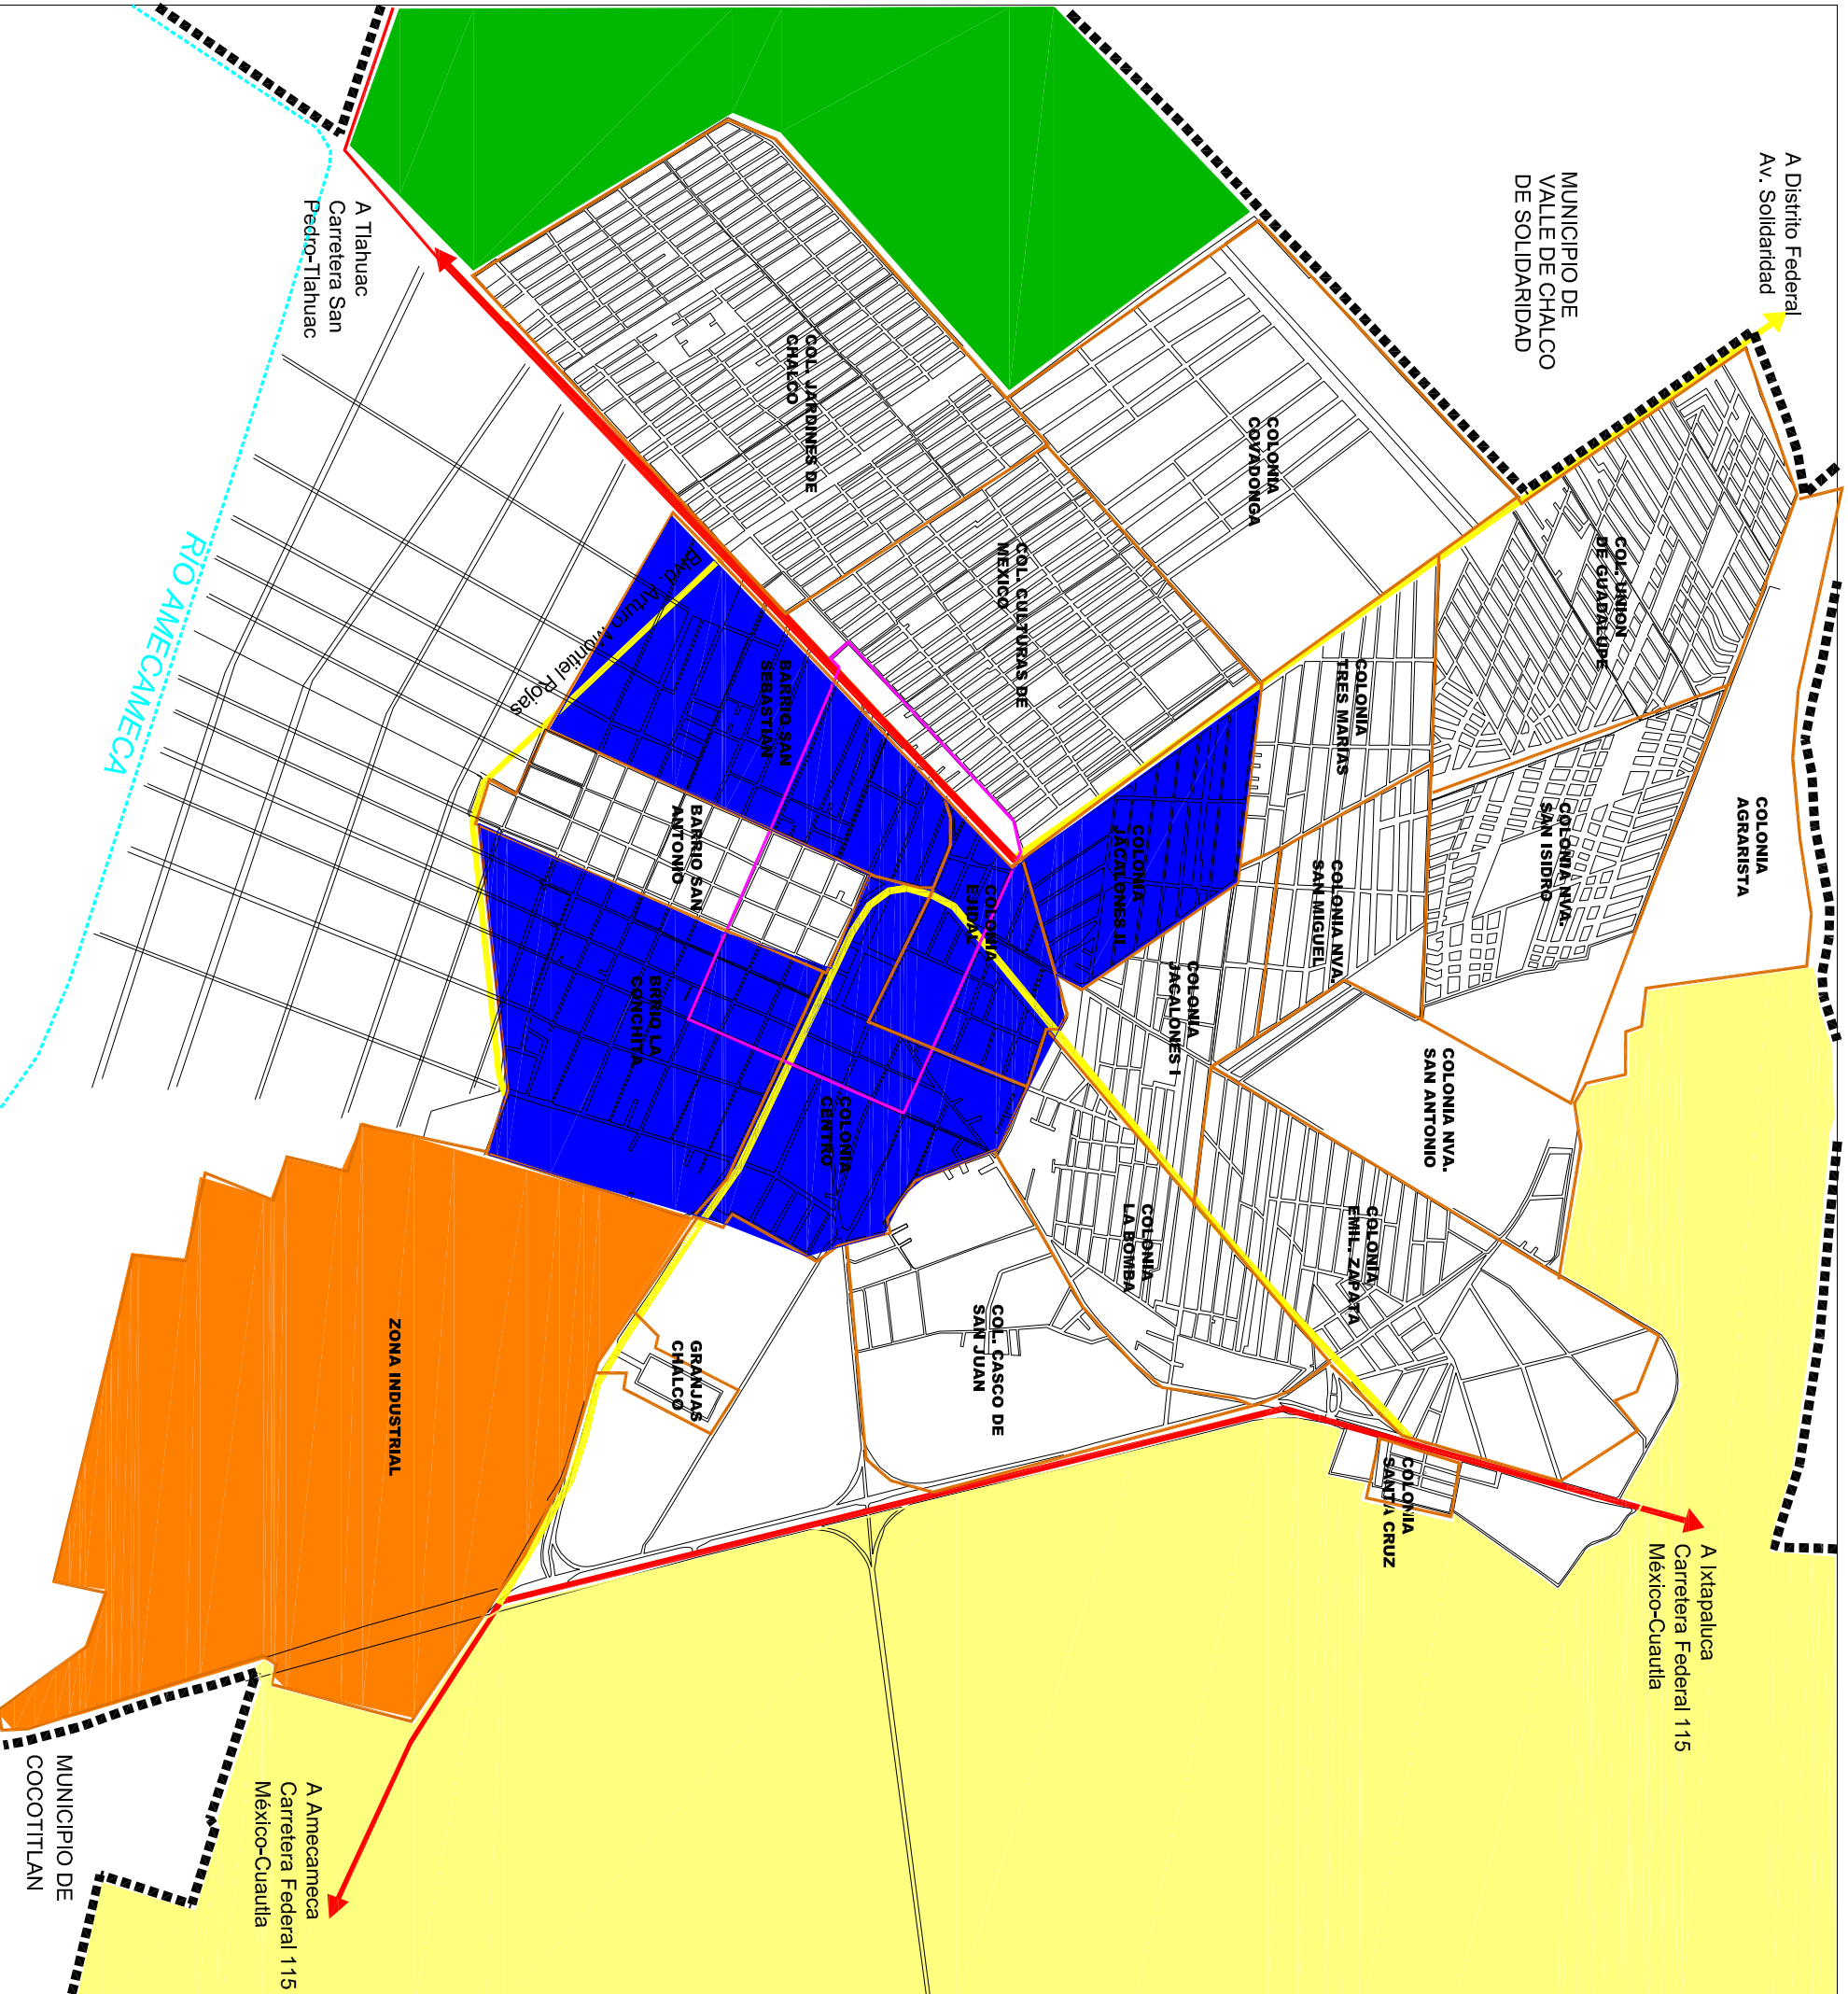 A Distrito Federal
Av. Solidaridad
MUNICIPIO DE
VALLE DE CHALCO
DE SOLIDARIDAD
A Tlahuac
Carretera San
Pedro-Tlahuac
RIO AMECAMECA
Blvd. Arturo Montiel Rojas
COL. JARDINES DE
CHALCO
COL. CULTURAS DE
MEXICO
COLONIA
COVADONGA
COL. UNION
DE GUADALUPE
COLONIA
TRES MARIAS
COLONIA NVA.
SAN ISIDRO
COLONIA
AGRARISTA
COLONIA NVA.
SAN MIGUEL
COLONIA
JACALONES II
COLONIA
JACALONES I
BARRIO SAN
SEBASTIAN
BARRIO SAN
ANTONIO
COLONIA
EJIDAL
BRRIO LA
CONCHITA
COLONIA
CENTRO
COLONIA NVA.
SAN ANTONIO
COLONIA
EMIL. ZAPATA
COLONIA
LA BOMBA
COL. CASCO DE
SAN JUAN
GRANJAS
CHALCO
ZONA INDUSTRIAL
COLONIA
SANTA CRUZ
A Ixtapaluca
Carretera Federal 115
México-Cuautla
A Amecameca
Carretera Federal 115
México-Cuautla
MUNICIPIO DE
COCOTITLAN